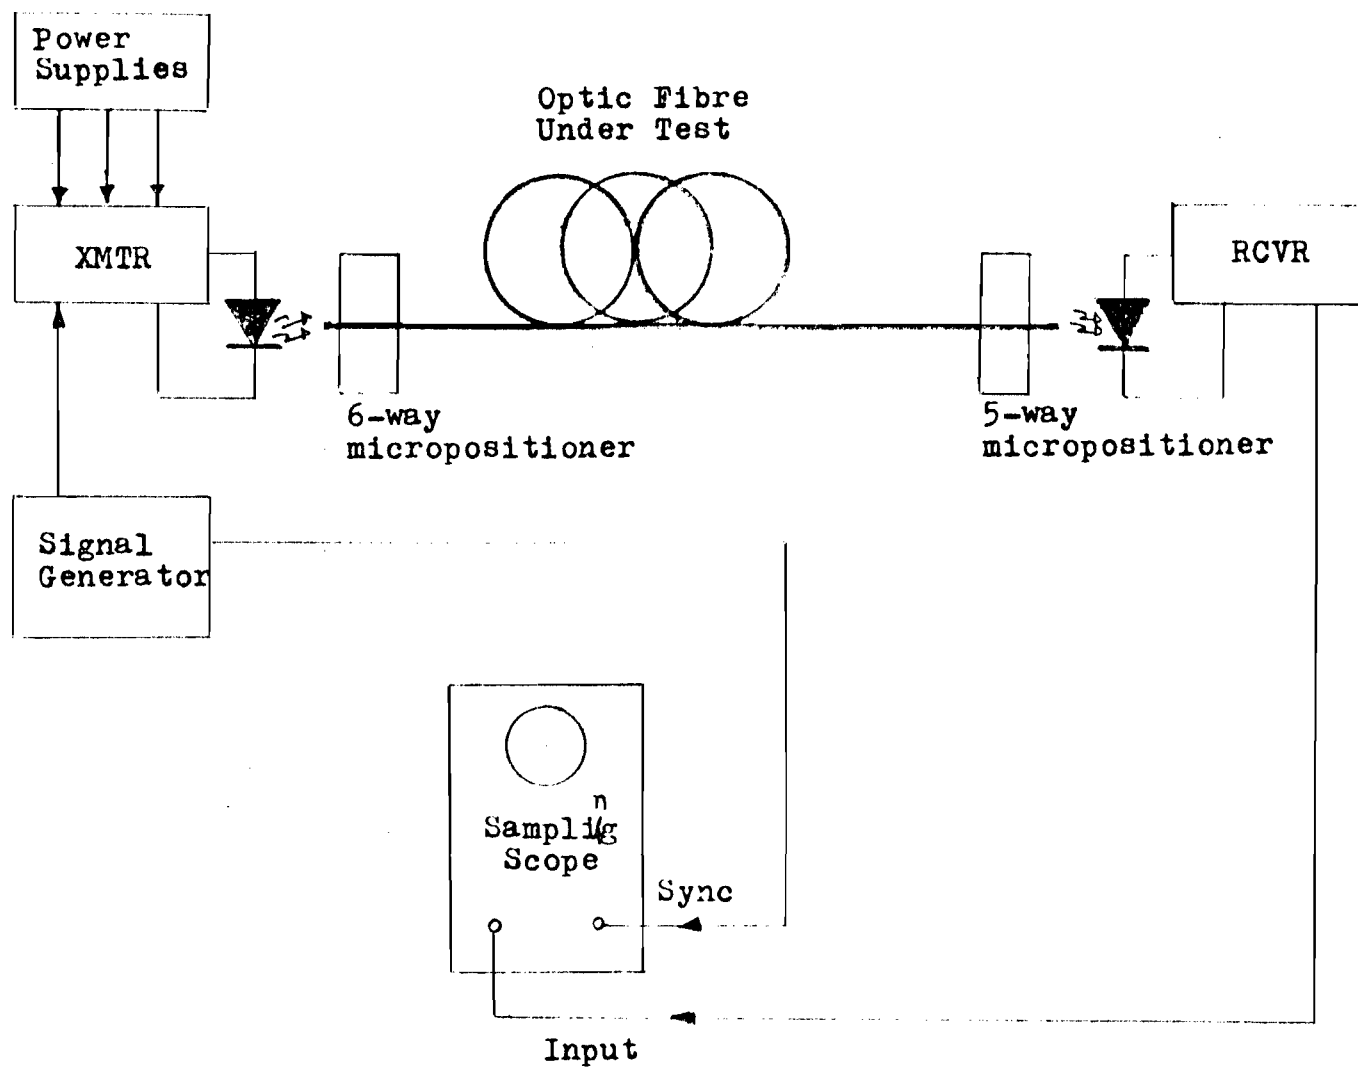 Power
Supplies
Optic Fibre
Under Test
XMTR
RCVR
6-way
micropositioner
5-way
micropositioner
Signal
Generator
n
Samplig
Scope
Sync
Input